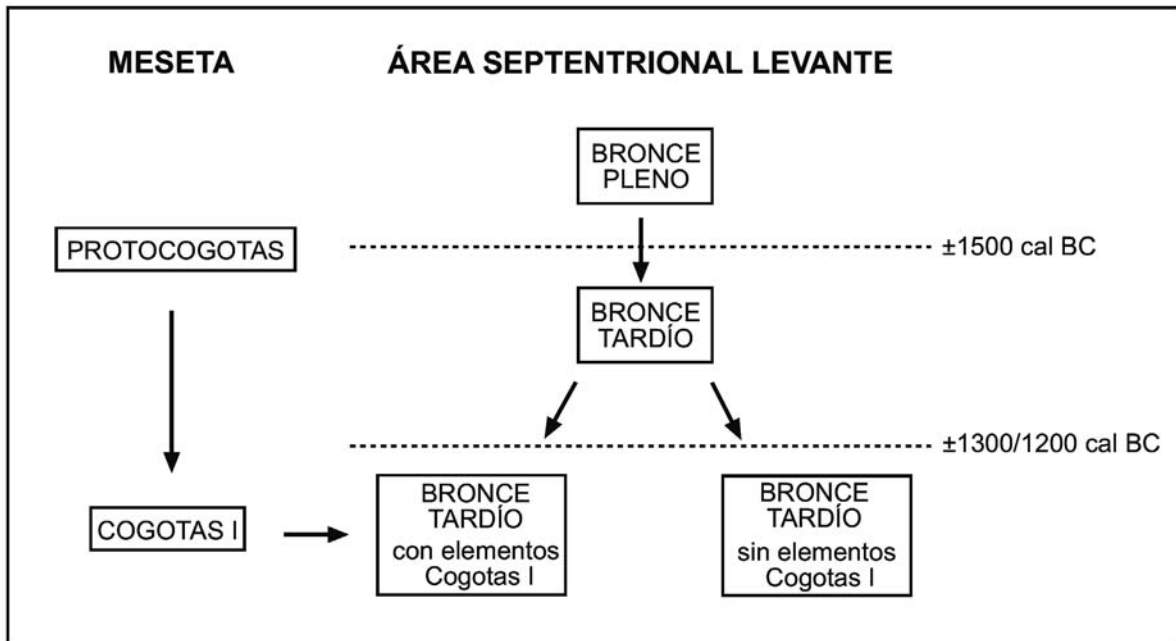 MESETA
ÁREA SEPTENTRIONAL LEVANTE
BRONCE
PLENO
PROTOCOGOTAS
±1500 cal BC
BRONCE
TARDÍO
±1300/1200 cal BC
COGOTAS I
BRONCE
TARDÍO
con elementos
Cogotas I
BRONCE
TARDÍO
sin elementos
Cogotas I